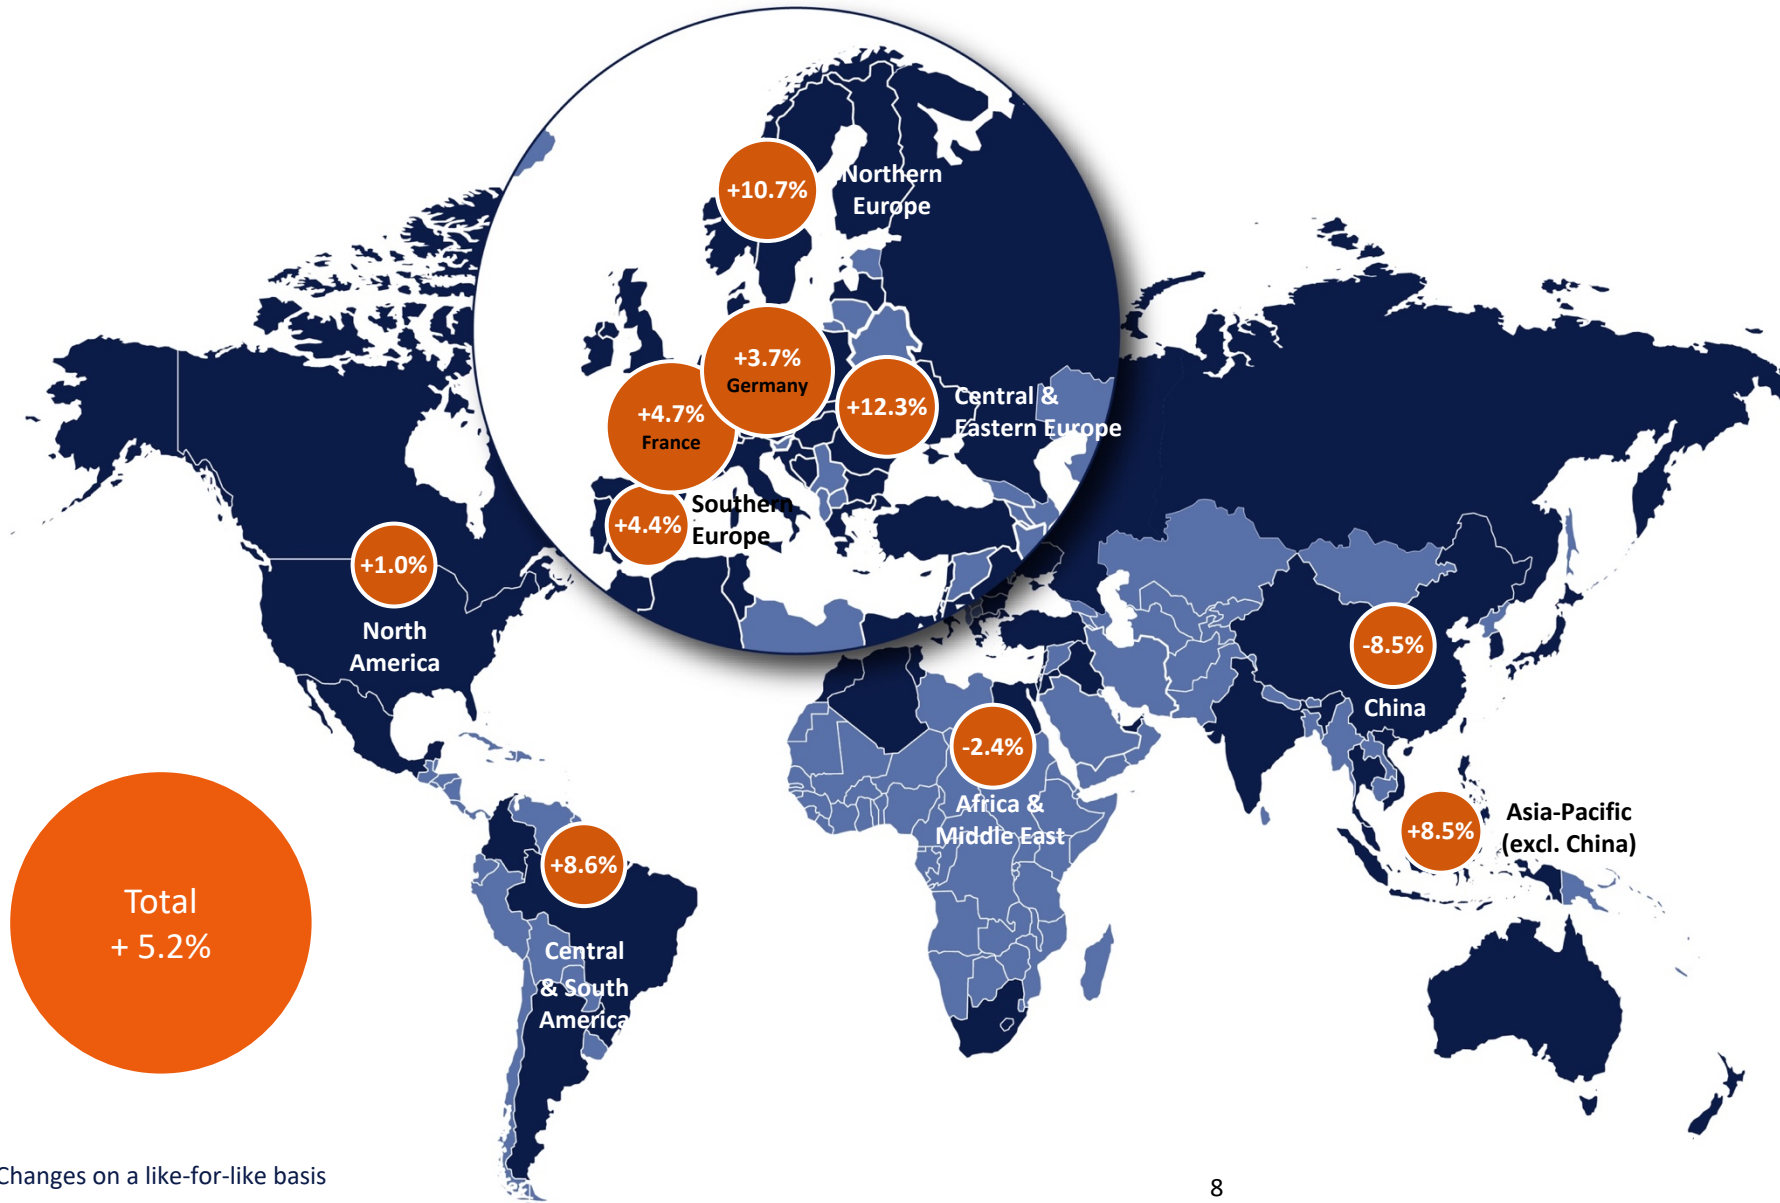 +10.7%
Northern
Europe
+3.7%
Germany
+4.7%
France
+12.3%
Central &
Eastern Europe
+4.4%
Southern
Europe
+1.0%
North
America
-8.5%
China
-2.4%
Africa &
Middle East
+8.5%
Asia-Pacific
(excl. China)
+8.6%
Central
& South
America
Total
+ 5.2%
Changes on a like-for-like basis
8